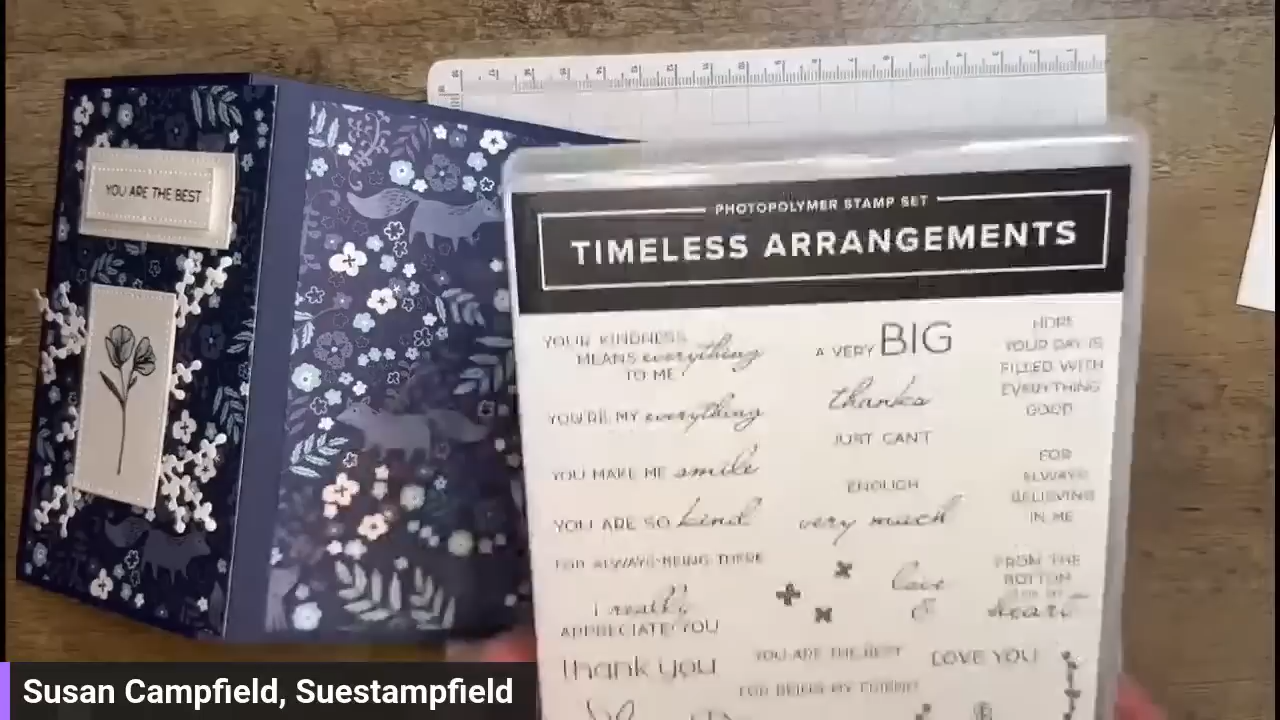 YOU ARE THE BEST
PHOTOPOLYMER STAMP SET
TIMELESS ARRANGEMENTS
YOUR KINDNESS
MEANS everything
TO ME
YOU'RE MY everything
YOU MAKE ME smile
YOU ARE SO kind
FOR ALWAYS BEING THERE
I really
APPRECIATE YOU
thank you
A VERY BIG
thanks
JUST CAN'T
ENOUGH
very much
love
&
YOU ARE THE BEST
FOR BEING MY FRIEND
HOPE
YOUR DAY IS
FILLED WITH
EVERYTHING
GOOD
FOR
ALWAYS
BELIEVING
IN ME
FROM THE
BOTTOM
heart
LOVE YOU
Susan Campfield, Suestampfield